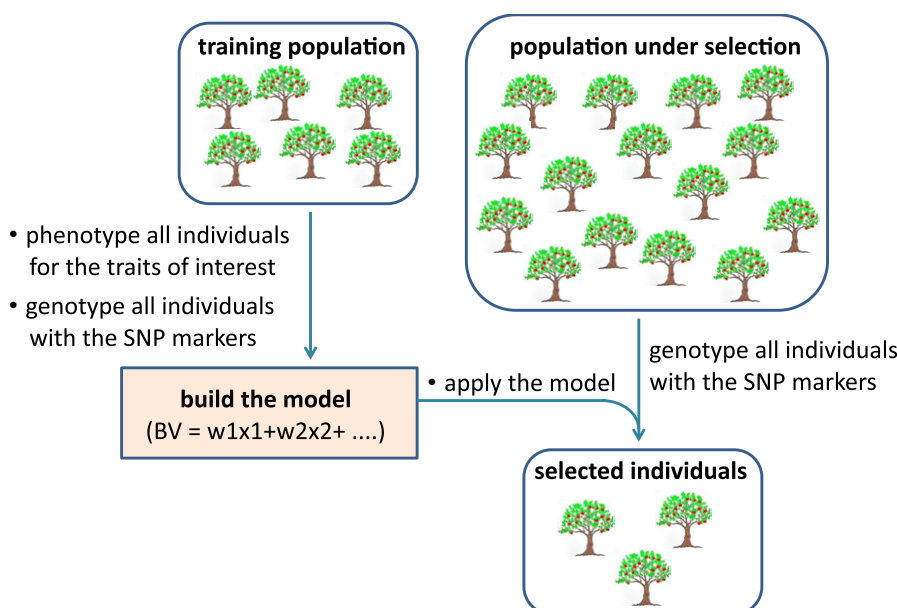 training population
population under selection
• phenotype all individuals
for the traits of interest
• genotype all individuals
with the SNP markers
genotype all individuals
with the SNP markers
• apply the model
build the model
(BV = w1x1+w2x2+ ....)
selected individuals